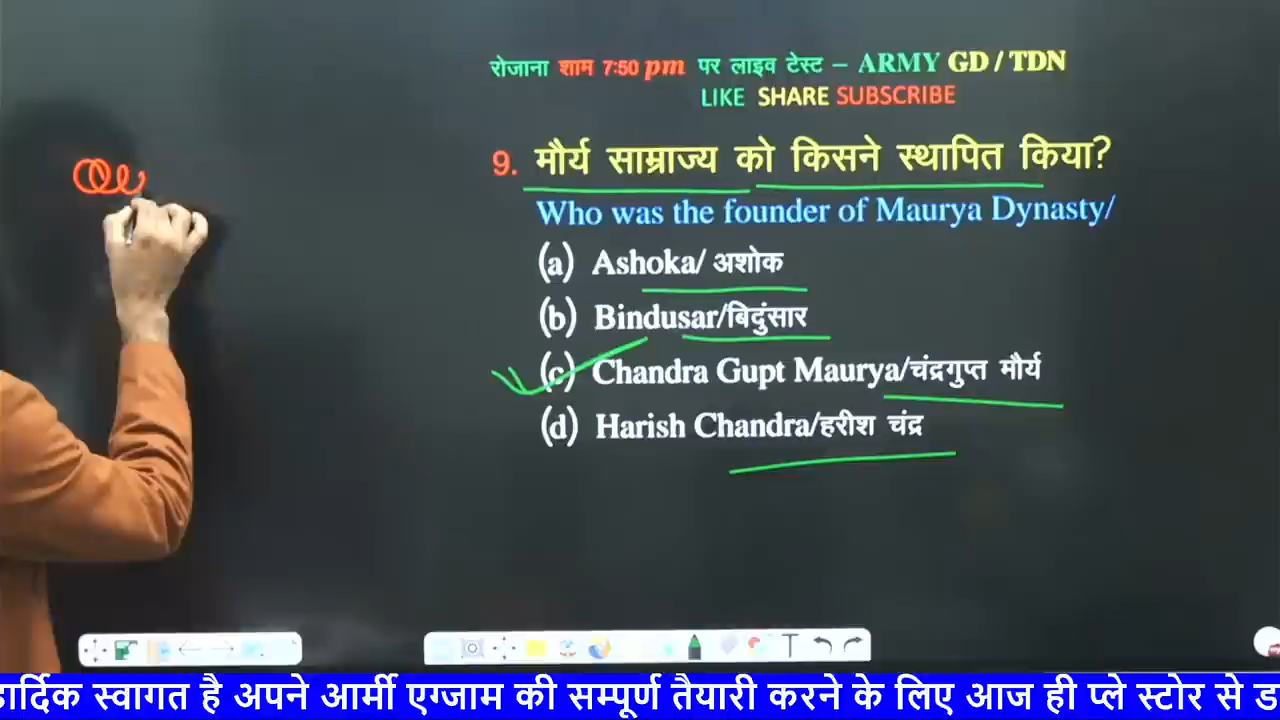 रोजाना शाम 7:50 pm पर लाइव टेस्ट – ARMY GD / TDN
LIKE SHARE SUBSCRIBE
9. मौर्य साम्राज्य को किसने स्थापित किया?
Who was the founder of Maurya Dynasty/
(a) Ashoka/ अशोक
(b) Bindusar/बिदुंसार
(c) Chandra Gupt Maurya/चंद्रगुप्त मौर्य
(d) Harish Chandra/हरीश चंद्र
T
स्वागत है अपने आर्मी एग्जाम की सम्पूर्ण तैयारी करने के लिए आज ही प्ले स्टोर से